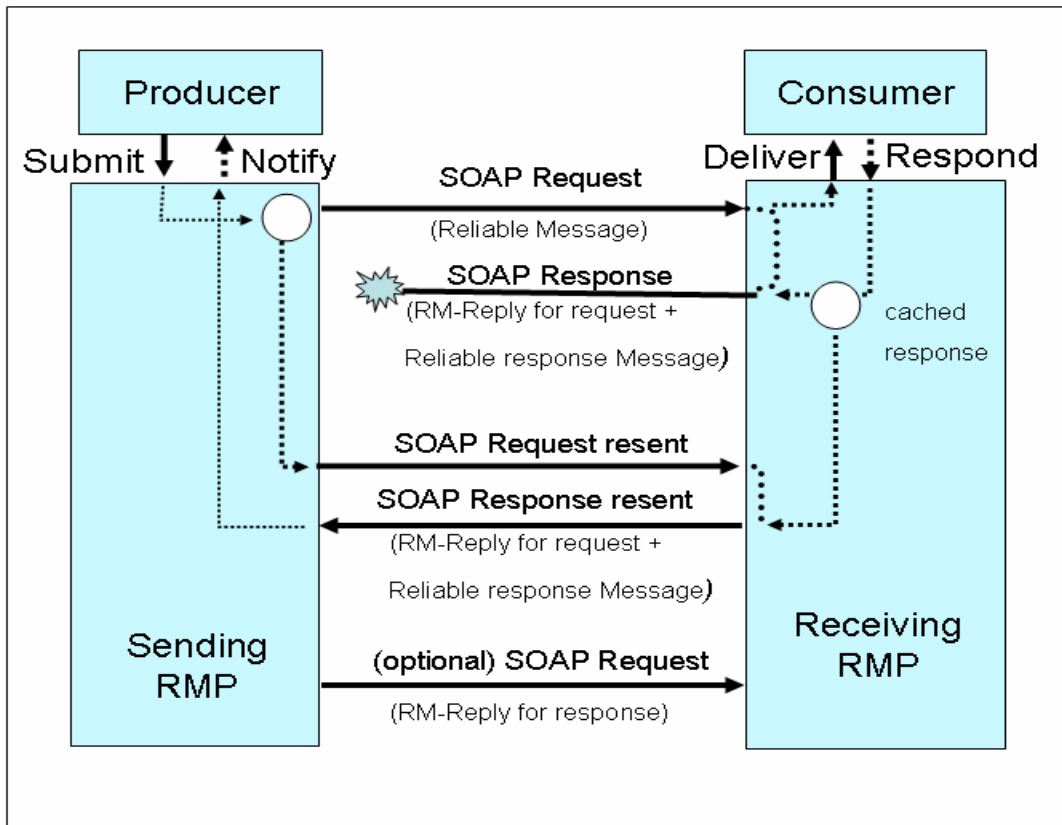 Producer
Consumer
Submit
Notify
Deliver
Respond
SOAP Request
(Reliable Message)
SOAP Response
(RM-Reply for request +
Reliable response Message)
cached
response
SOAP Request resent
SOAP Response resent
(RM-Reply for request +
Reliable response Message)
Sending
RMP
Receiving
RMP
(optional) SOAP Request
(RM-Reply for response)